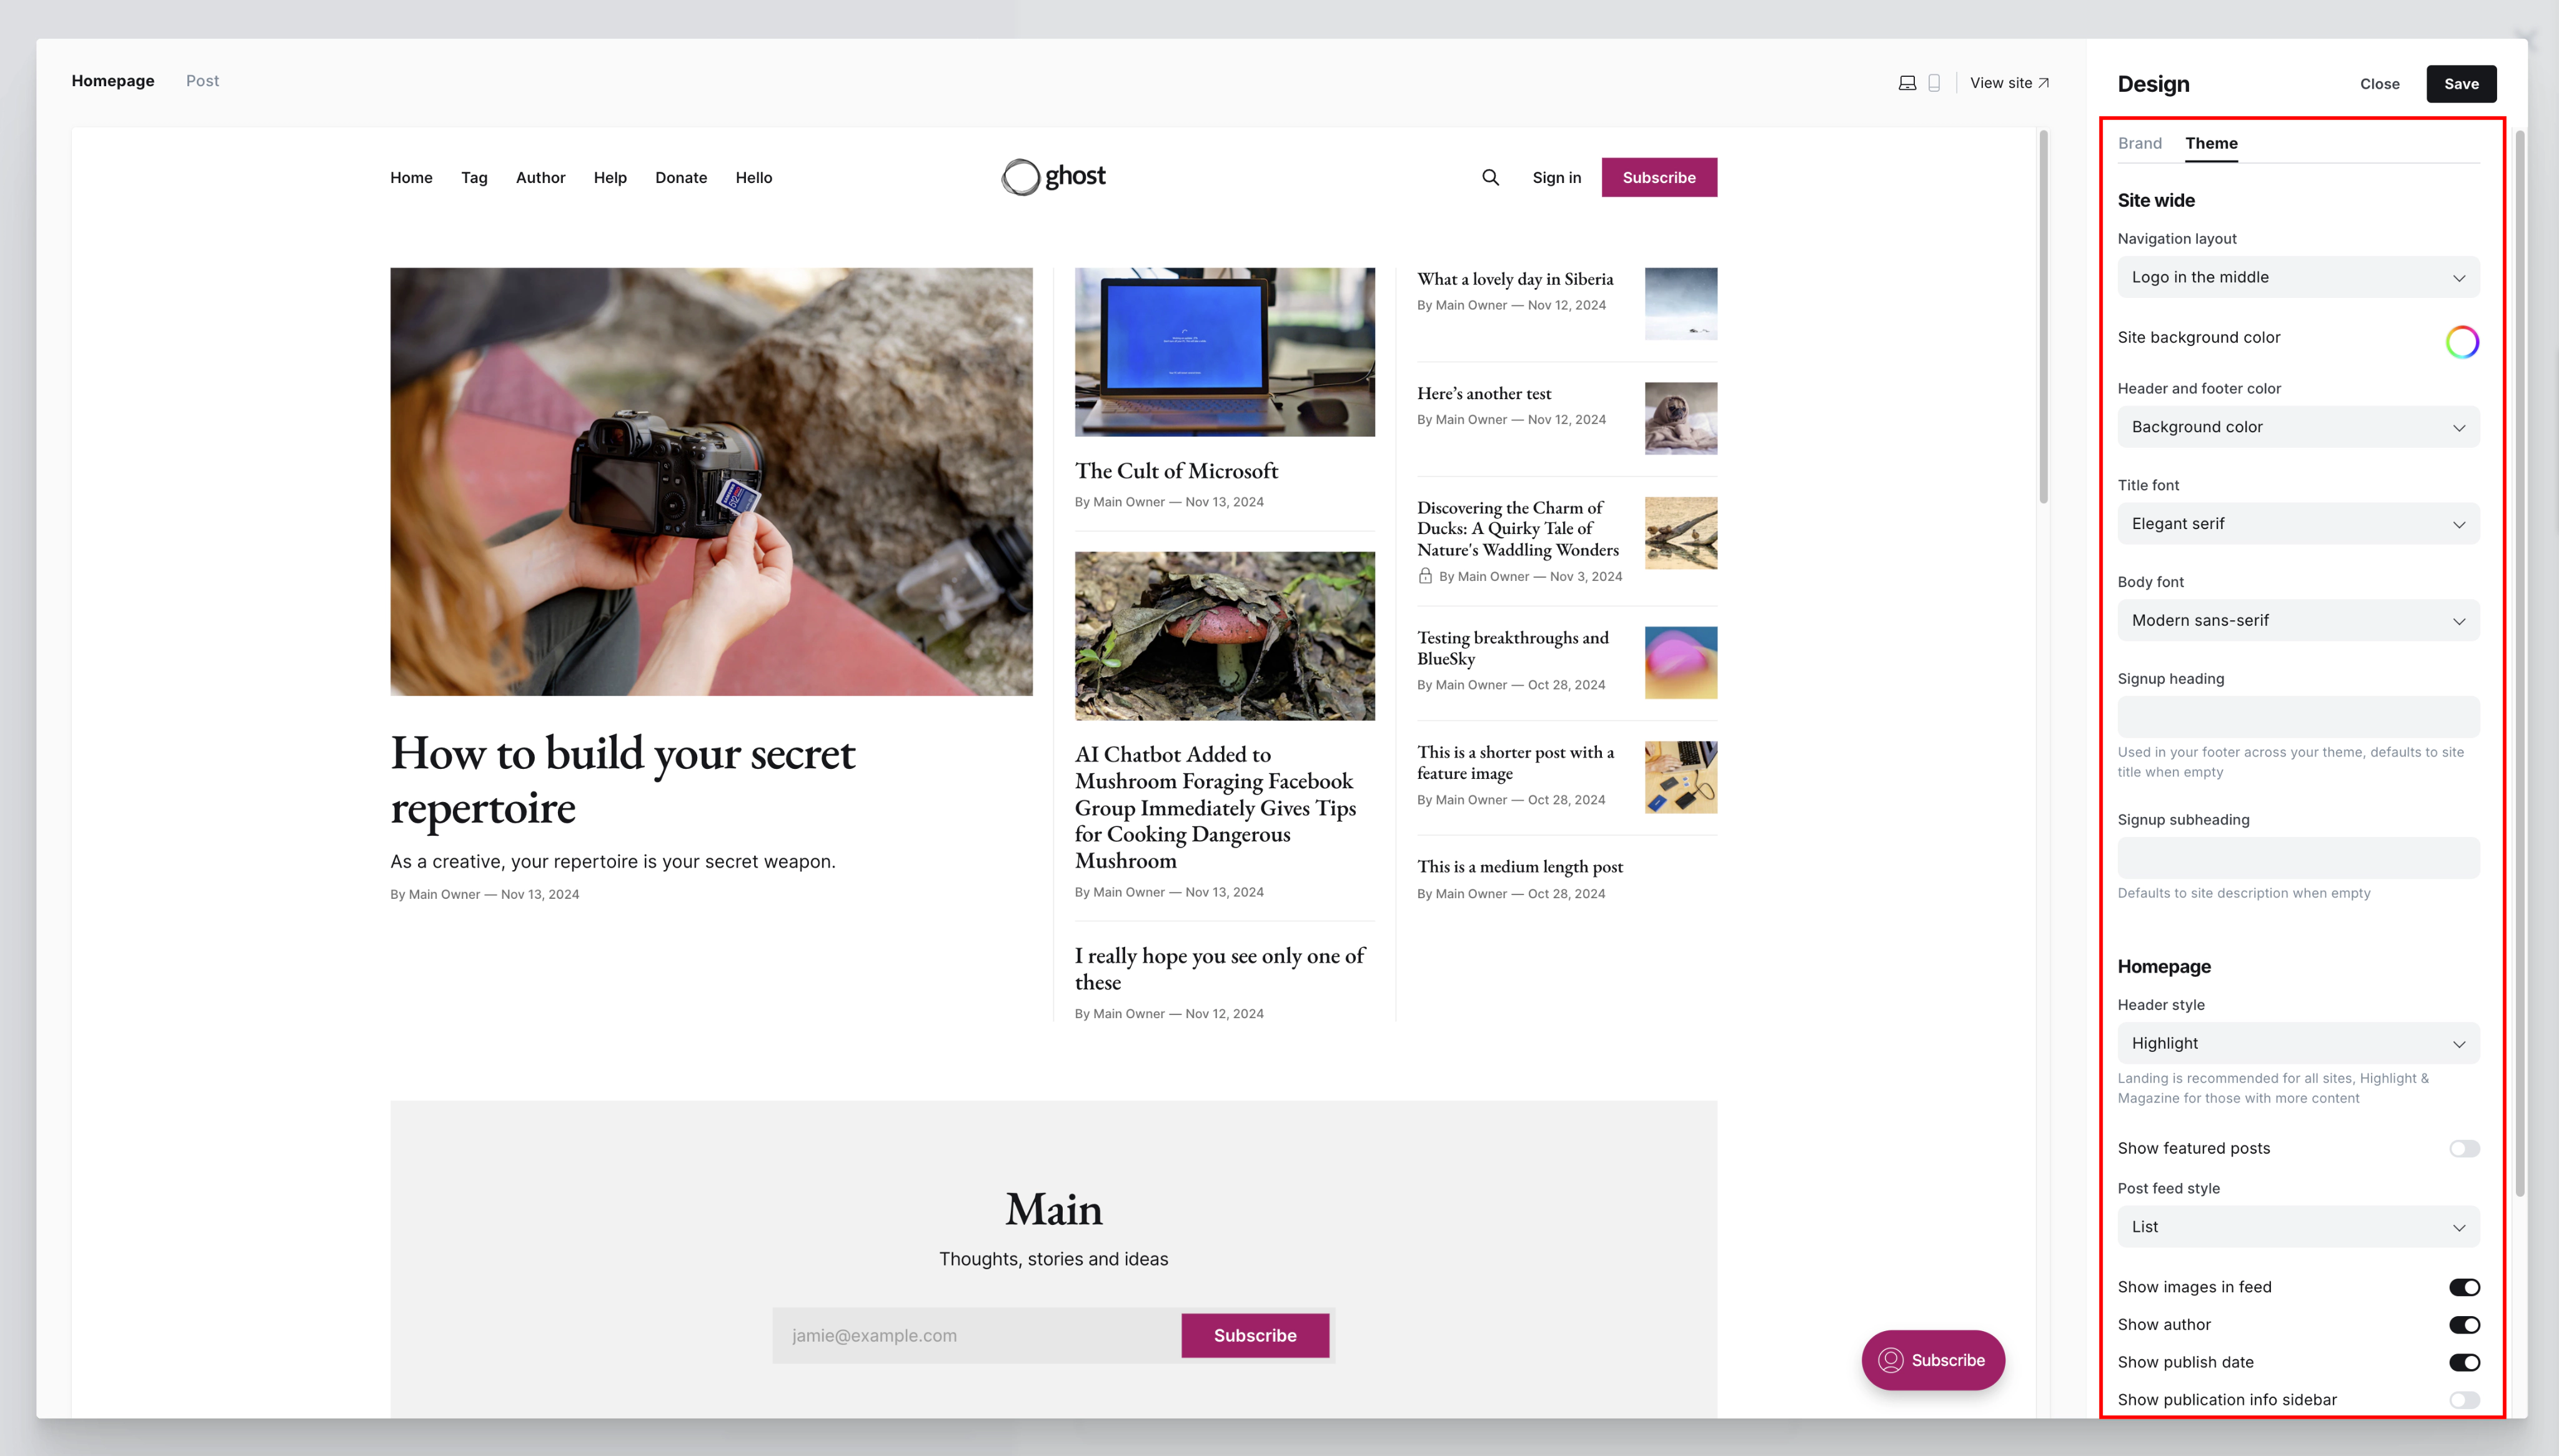 Homepage Post
View site
Design
Close
Save
Home Tag Author Help Donate Hello
ghost
Sign in
Subscribe
How to build your secret
repertoire
As a creative, your repertoire is your secret weapon.
By Main Owner — Nov 13, 2024
The Cult of Microsoft
By Main Owner — Nov 13, 2024
AI Chatbot Added to
Mushroom Foraging Facebook
Group Immediately Gives Tips
for Cooking Dangerous
Mushroom
By Main Owner — Nov 13, 2024
I really hope you see only one of
these
By Main Owner — Nov 12, 2024
What a lovely day in Siberia
By Main Owner — Nov 12, 2024
Here’s another test
By Main Owner — Nov 12, 2024
Discovering the Charm of
Ducks: A Quirky Tale of
Nature's Waddling Wonders
By Main Owner — Nov 3, 2024
Testing breakthroughs and
BlueSky
By Main Owner — Oct 28, 2024
This is a shorter post with a
feature image
By Main Owner — Oct 28, 2024
This is a medium length post
By Main Owner — Oct 28, 2024
Main
Thoughts, stories and ideas
jamie@example.com
Subscribe
Subscribe
Brand Theme
Site wide
Navigation layout
Logo in the middle
Site background color
Header and footer color
Background color
Title font
Elegant serif
Body font
Modern sans-serif
Signup heading
Used in your footer across your theme, defaults to site
title when empty
Signup subheading
Defaults to site description when empty
Homepage
Header style
Highlight
Landing is recommended for all sites, Highlight &
Magazine for those with more content
Show featured posts
Post feed style
List
Show images in feed
Show author
Show publish date
Show publication info sidebar